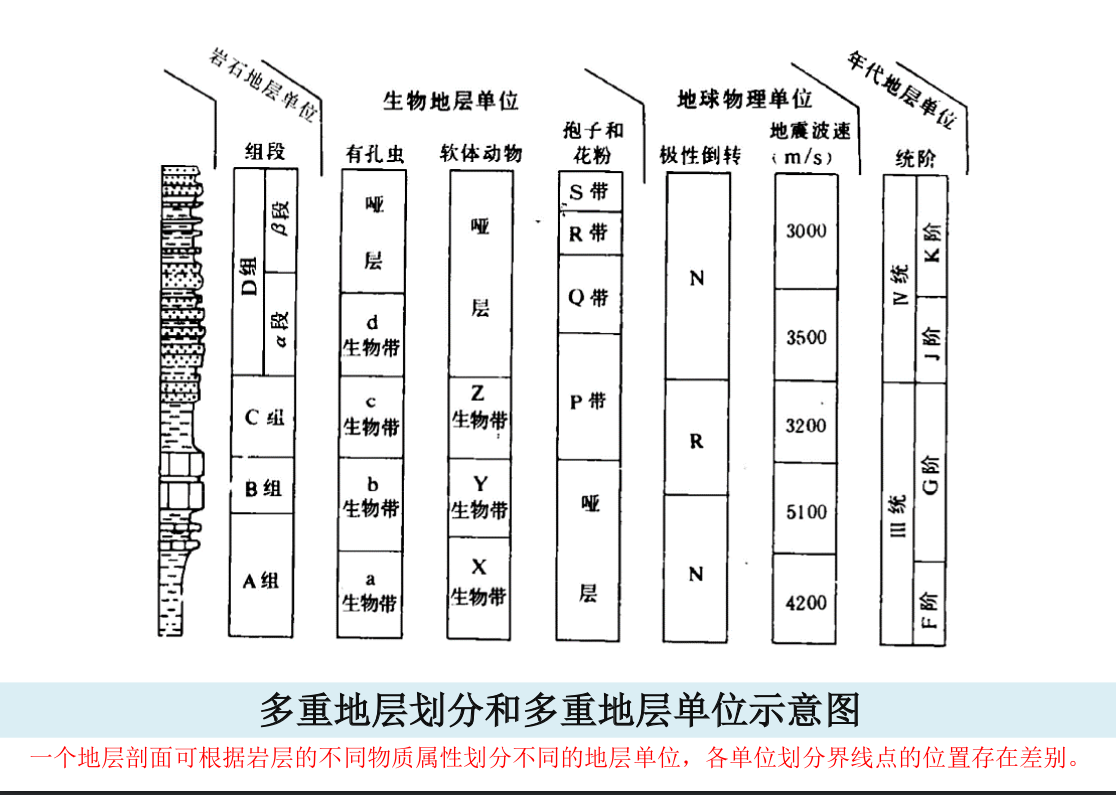 岩石地层单位
生物地层单位
地球物理单位
年代地层单位
组段
有孔虫
软体动物
孢子和
花粉
极性倒转
地震波速
(m/s)
统阶
D组
β段
α段
C组
B组
A组
哑
层
d
生物带
c
生物带
b
生物带
a
生物带
哑
层
Z
生物带
Y
生物带
X
生物带
S带
R带
Q带
P带
哑
层
N
R
N
3000
3500
3200
5100
4200
Ⅳ统
Ⅲ统
K阶
J阶
G阶
F阶
多重地层划分和多重地层单位示意图
一个地层剖面可根据岩层的不同物质属性划分不同的地层单位，各单位划分界线点的位置存在差别。